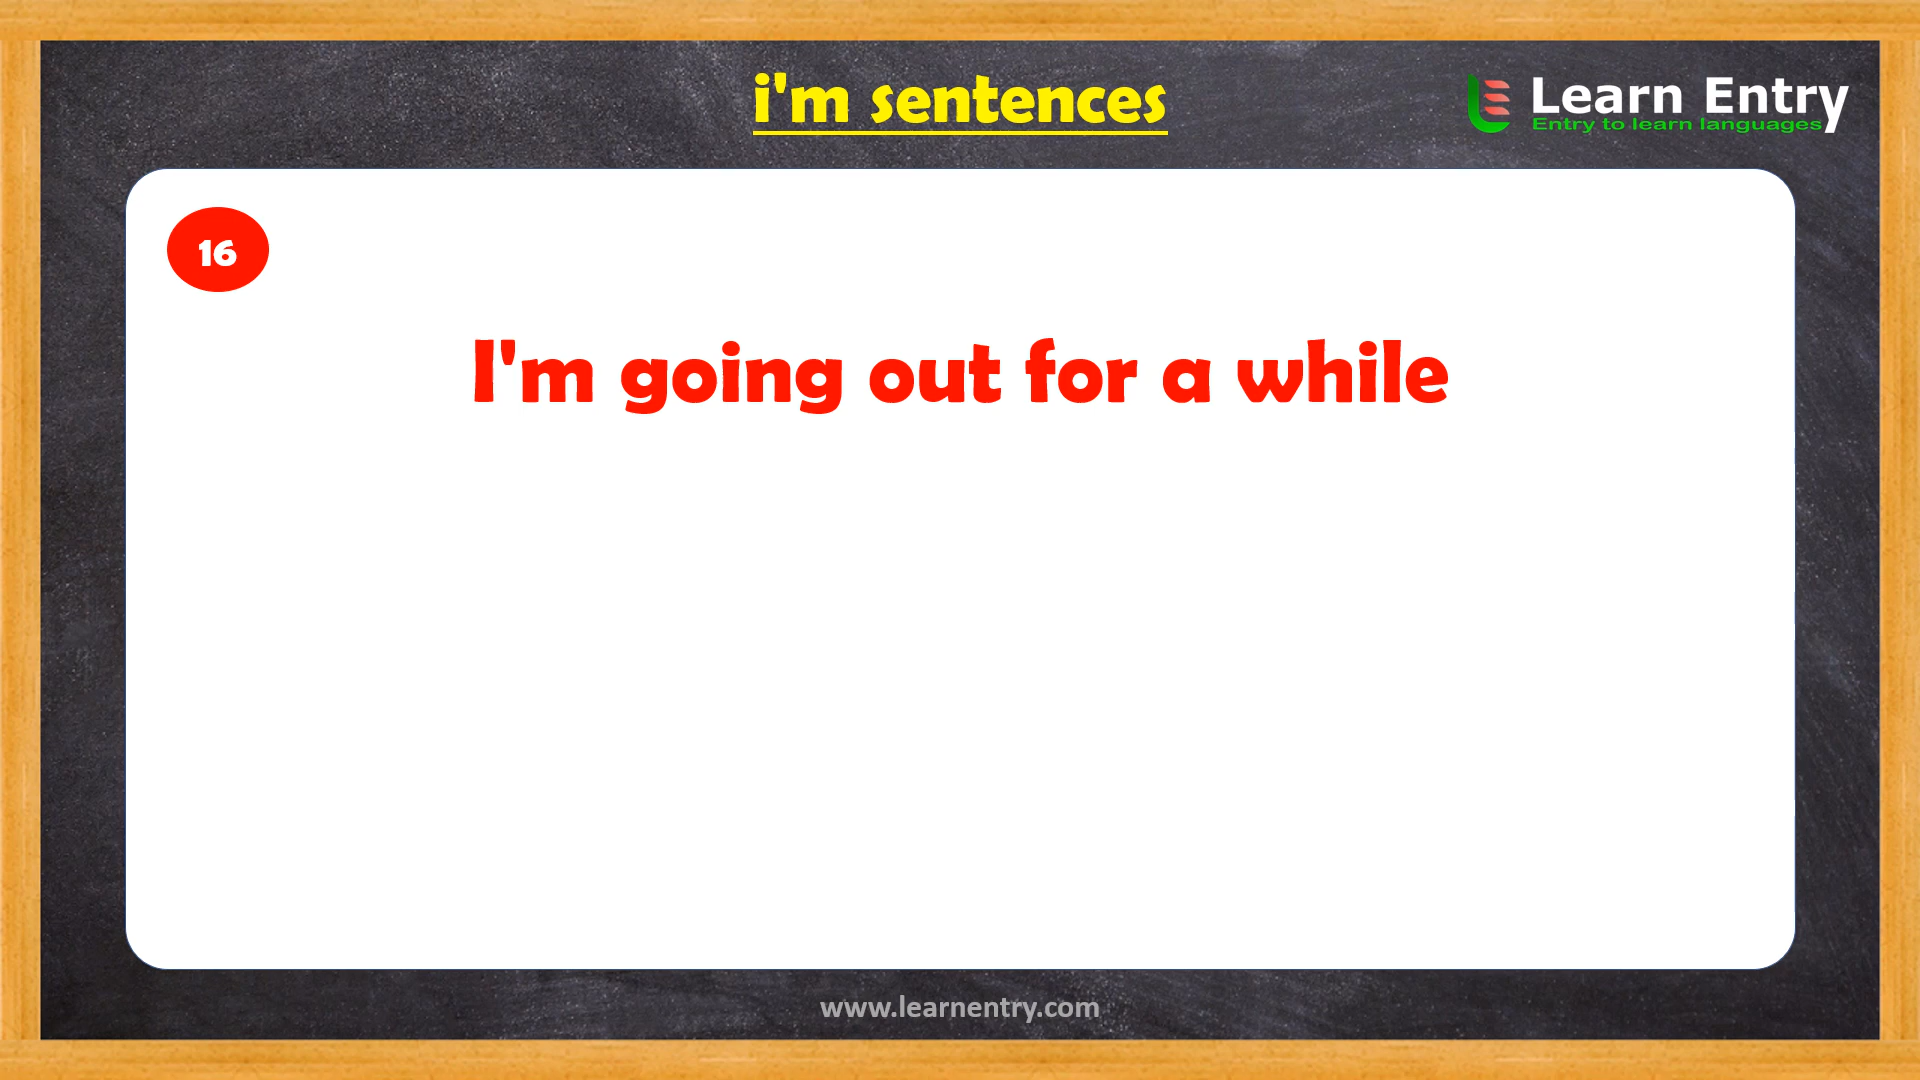 i'm sentences
Learn Entry
Entry to learn languages
16
I'm going out for a while
www.learnentry.com